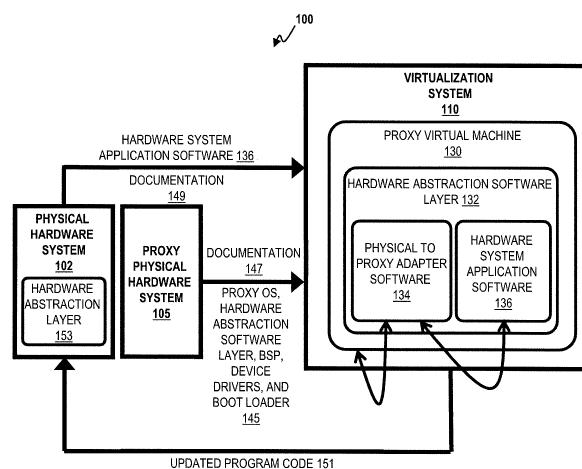 100
VIRTUALIZATION
SYSTEM
110
PROXY VIRTUAL MACHINE
130
HARDWARE ABSTRACTION SOFTWARE
LAYER 132
PHYSICAL TO
PROXY ADAPTER
SOFTWARE
134
HARDWARE
SYSTEM
APPLICATION
SOFTWARE
136
HARDWARE SYSTEM
APPLICATION SOFTWARE 136
DOCUMENTATION
149
PHYSICAL
HARDWARE
SYSTEM
102
HARDWARE
ABSTRACTION
LAYER
153
PROXY
PHYSICAL
HARDWARE
SYSTEM
105
DOCUMENTATION
147
PROXY OS,
HARDWARE
ABSTRACTION
SOFTWARE
LAYER, BSP,
DEVICE
DRIVERS, AND
BOOT LOADER
145
UPDATED PROGRAM CODE 151